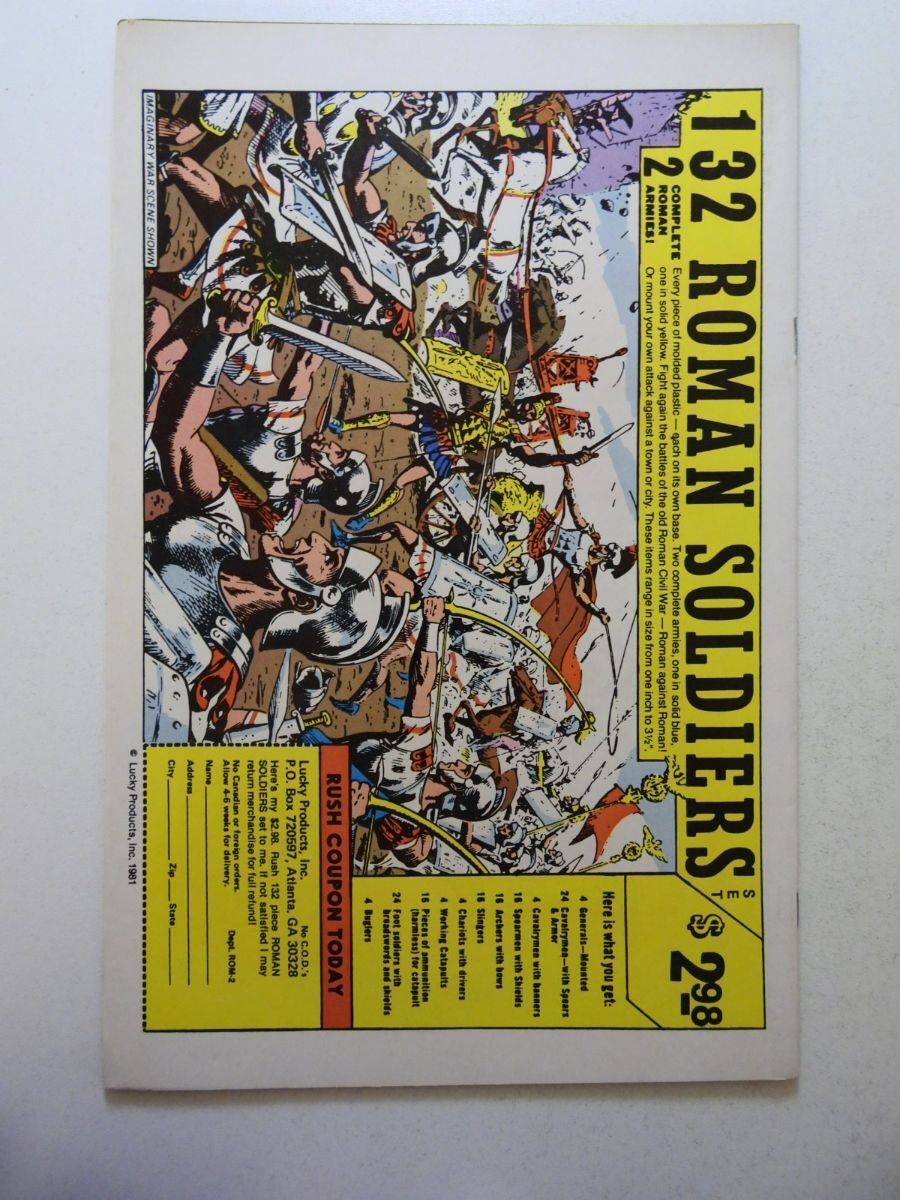 132 ROMAN SOLDIERS
SET
$2.98
2 COMPLETE
ROMAN
ARMIES!
Every piece of molded plastic — each on its own base. Two complete armies, one in solid blue,
one in solid yellow. Fight again the battles of the old Roman Civil War — Roman against Roman!
Or mount your own attack against a town or city. These items range in size from one inch to 3½".
IMAGINARY WAR SCENE SHOWN
Here is what you get:
4 Generals—Mounted
24 Cavalrymen—with Spears
& Armor
4 Cavalrymen with banners
16 Spearmen with Shields
16 Archers with bows
16 Slingers
4 Chariots with drivers
4 Working Catapults
16 Pieces of ammunition
(harmless) for catapult
24 Foot soldiers with
broadswords and shields
4 Buglers
RUSH COUPON TODAY
No C.O.D.'s
Lucky Products, Inc.
P.O. Box 720597, Atlanta, GA 30328
Here's my $2.98. Rush 132 piece ROMAN
SOLDIERS set to me. If not satisfied I may
return merchandise for full refund!
Dept. ROM-2
No Canadian or foreign orders.
Allow 4-6 weeks for delivery.
Name
Address
City Zip State
© Lucky Products, Inc. 1981